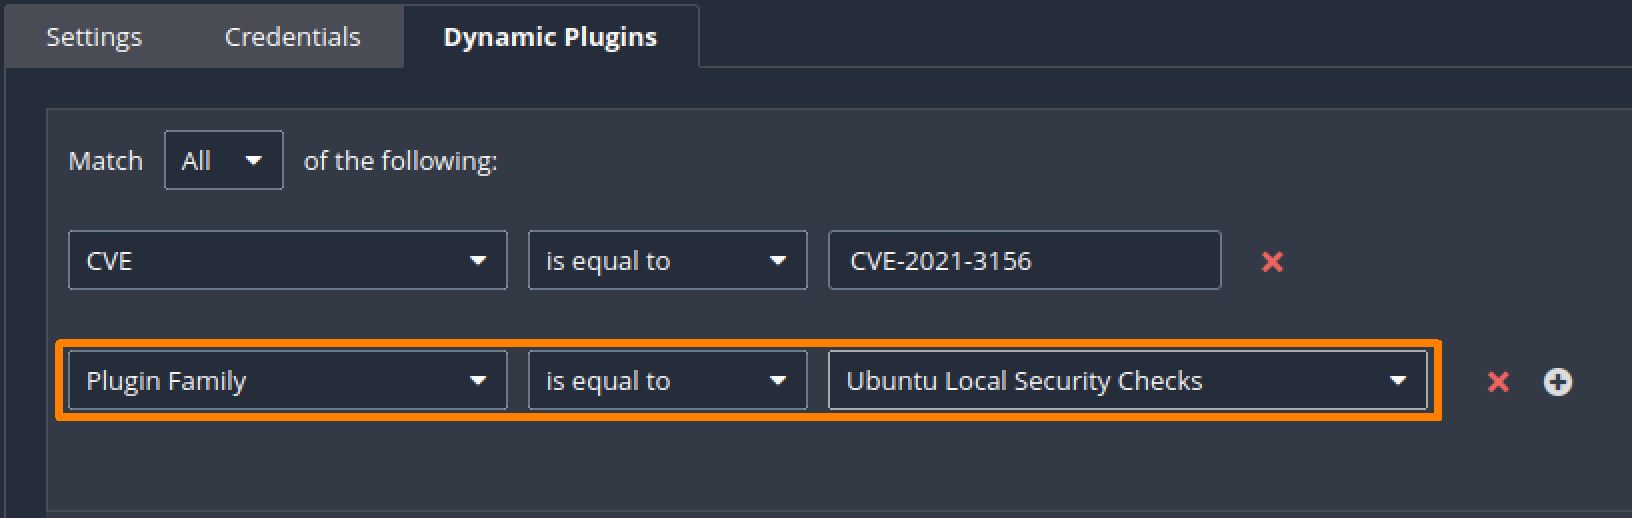 Settings Credentials Dynamic Plugins
Match All of the following:
CVE is equal to CVE-2021-3156
Plugin Family is equal to Ubuntu Local Security Checks